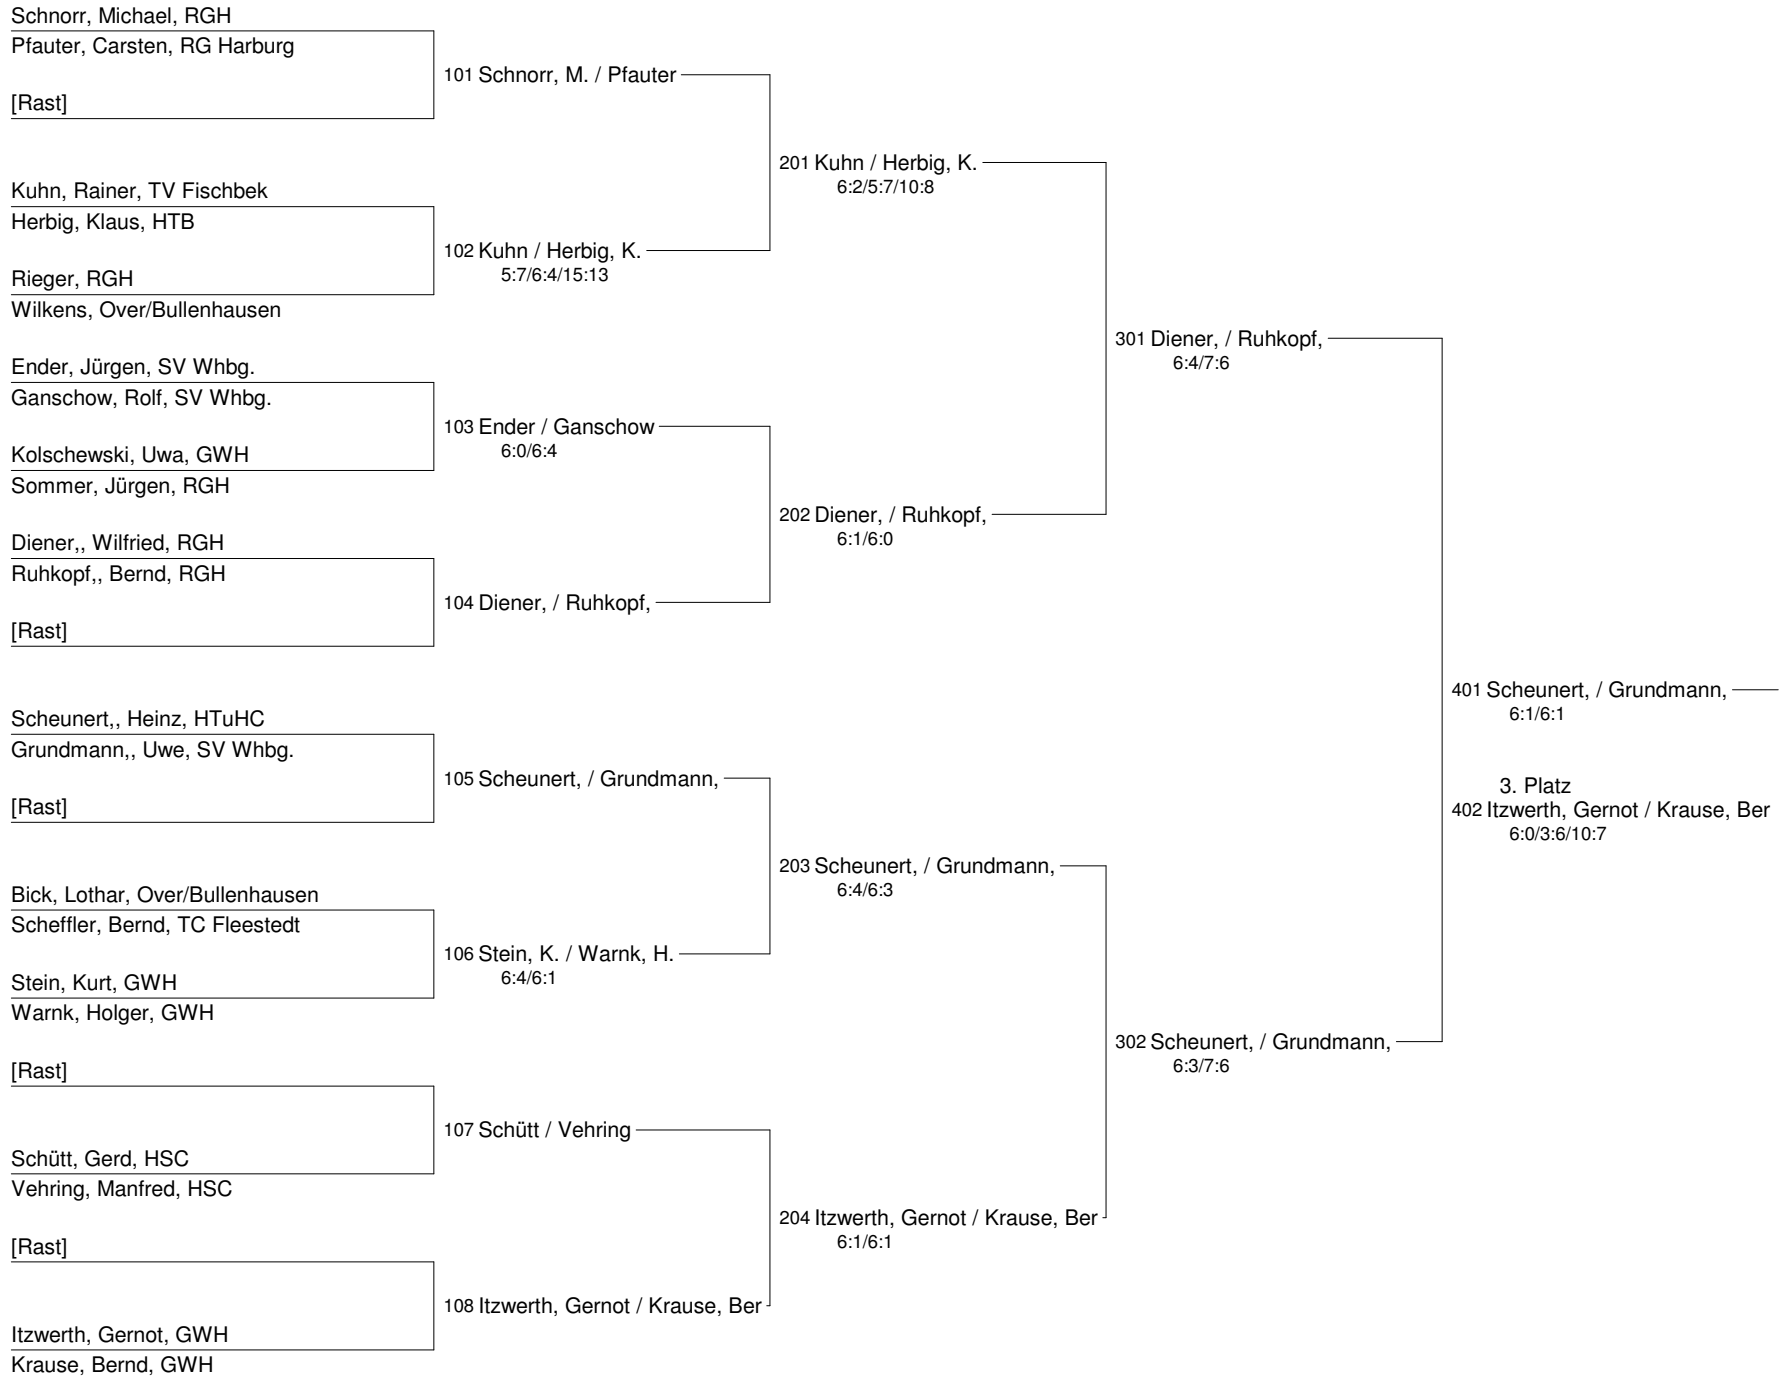 Schnorr, Michael, RGH
Pfauter, Carsten, RG Harburg
[Rast]
Kuhn, Rainer, TV Fischbek
Herbig, Klaus, HTB
Rieger, RGH
Wilkens, Over/Bullenhausen
Ender, Jürgen, SV Whbg.
Ganschow, Rolf, SV Whbg.
Kolschewski, Uwa, GWH
Sommer, Jürgen, RGH
Diener,, Wilfried, RGH
Ruhkopf,, Bernd, RGH
[Rast]
Scheunert,, Heinz, HTuHC
Grundmann,, Uwe, SV Whbg.
[Rast]
Bick, Lothar, Over/Bullenhausen
Scheffler, Bernd, TC Fleestedt
Stein, Kurt, GWH
Warnk, Holger, GWH
[Rast]
Schütt, Gerd, HSC
Vehring, Manfred, HSC
[Rast]
Itzwerth, Gernot, GWH
Krause, Bernd, GWH
101 Schnorr, M. / Pfauter
102 Kuhn / Herbig, K.
5:7/6:4/15:13
103 Ender / Ganschow
6:0/6:4
104 Diener, / Ruhkopf,
105 Scheunert, / Grundmann,
106 Stein, K. / Warnk, H.
6:4/6:1
107 Schütt / Vehring
108 Itzwerth, Gernot / Krause, Ber
201 Kuhn / Herbig, K.
6:2/5:7/10:8
202 Diener, / Ruhkopf,
6:1/6:0
203 Scheunert, / Grundmann,
6:4/6:3
204 Itzwerth, Gernot / Krause, Ber
6:1/6:1
301 Diener, / Ruhkopf,
6:4/7:6
302 Scheunert, / Grundmann,
6:3/7:6
401 Scheunert, / Grundmann,
6:1/6:1
3. Platz
402 Itzwerth, Gernot / Krause, Ber
6:0/3:6/10:7